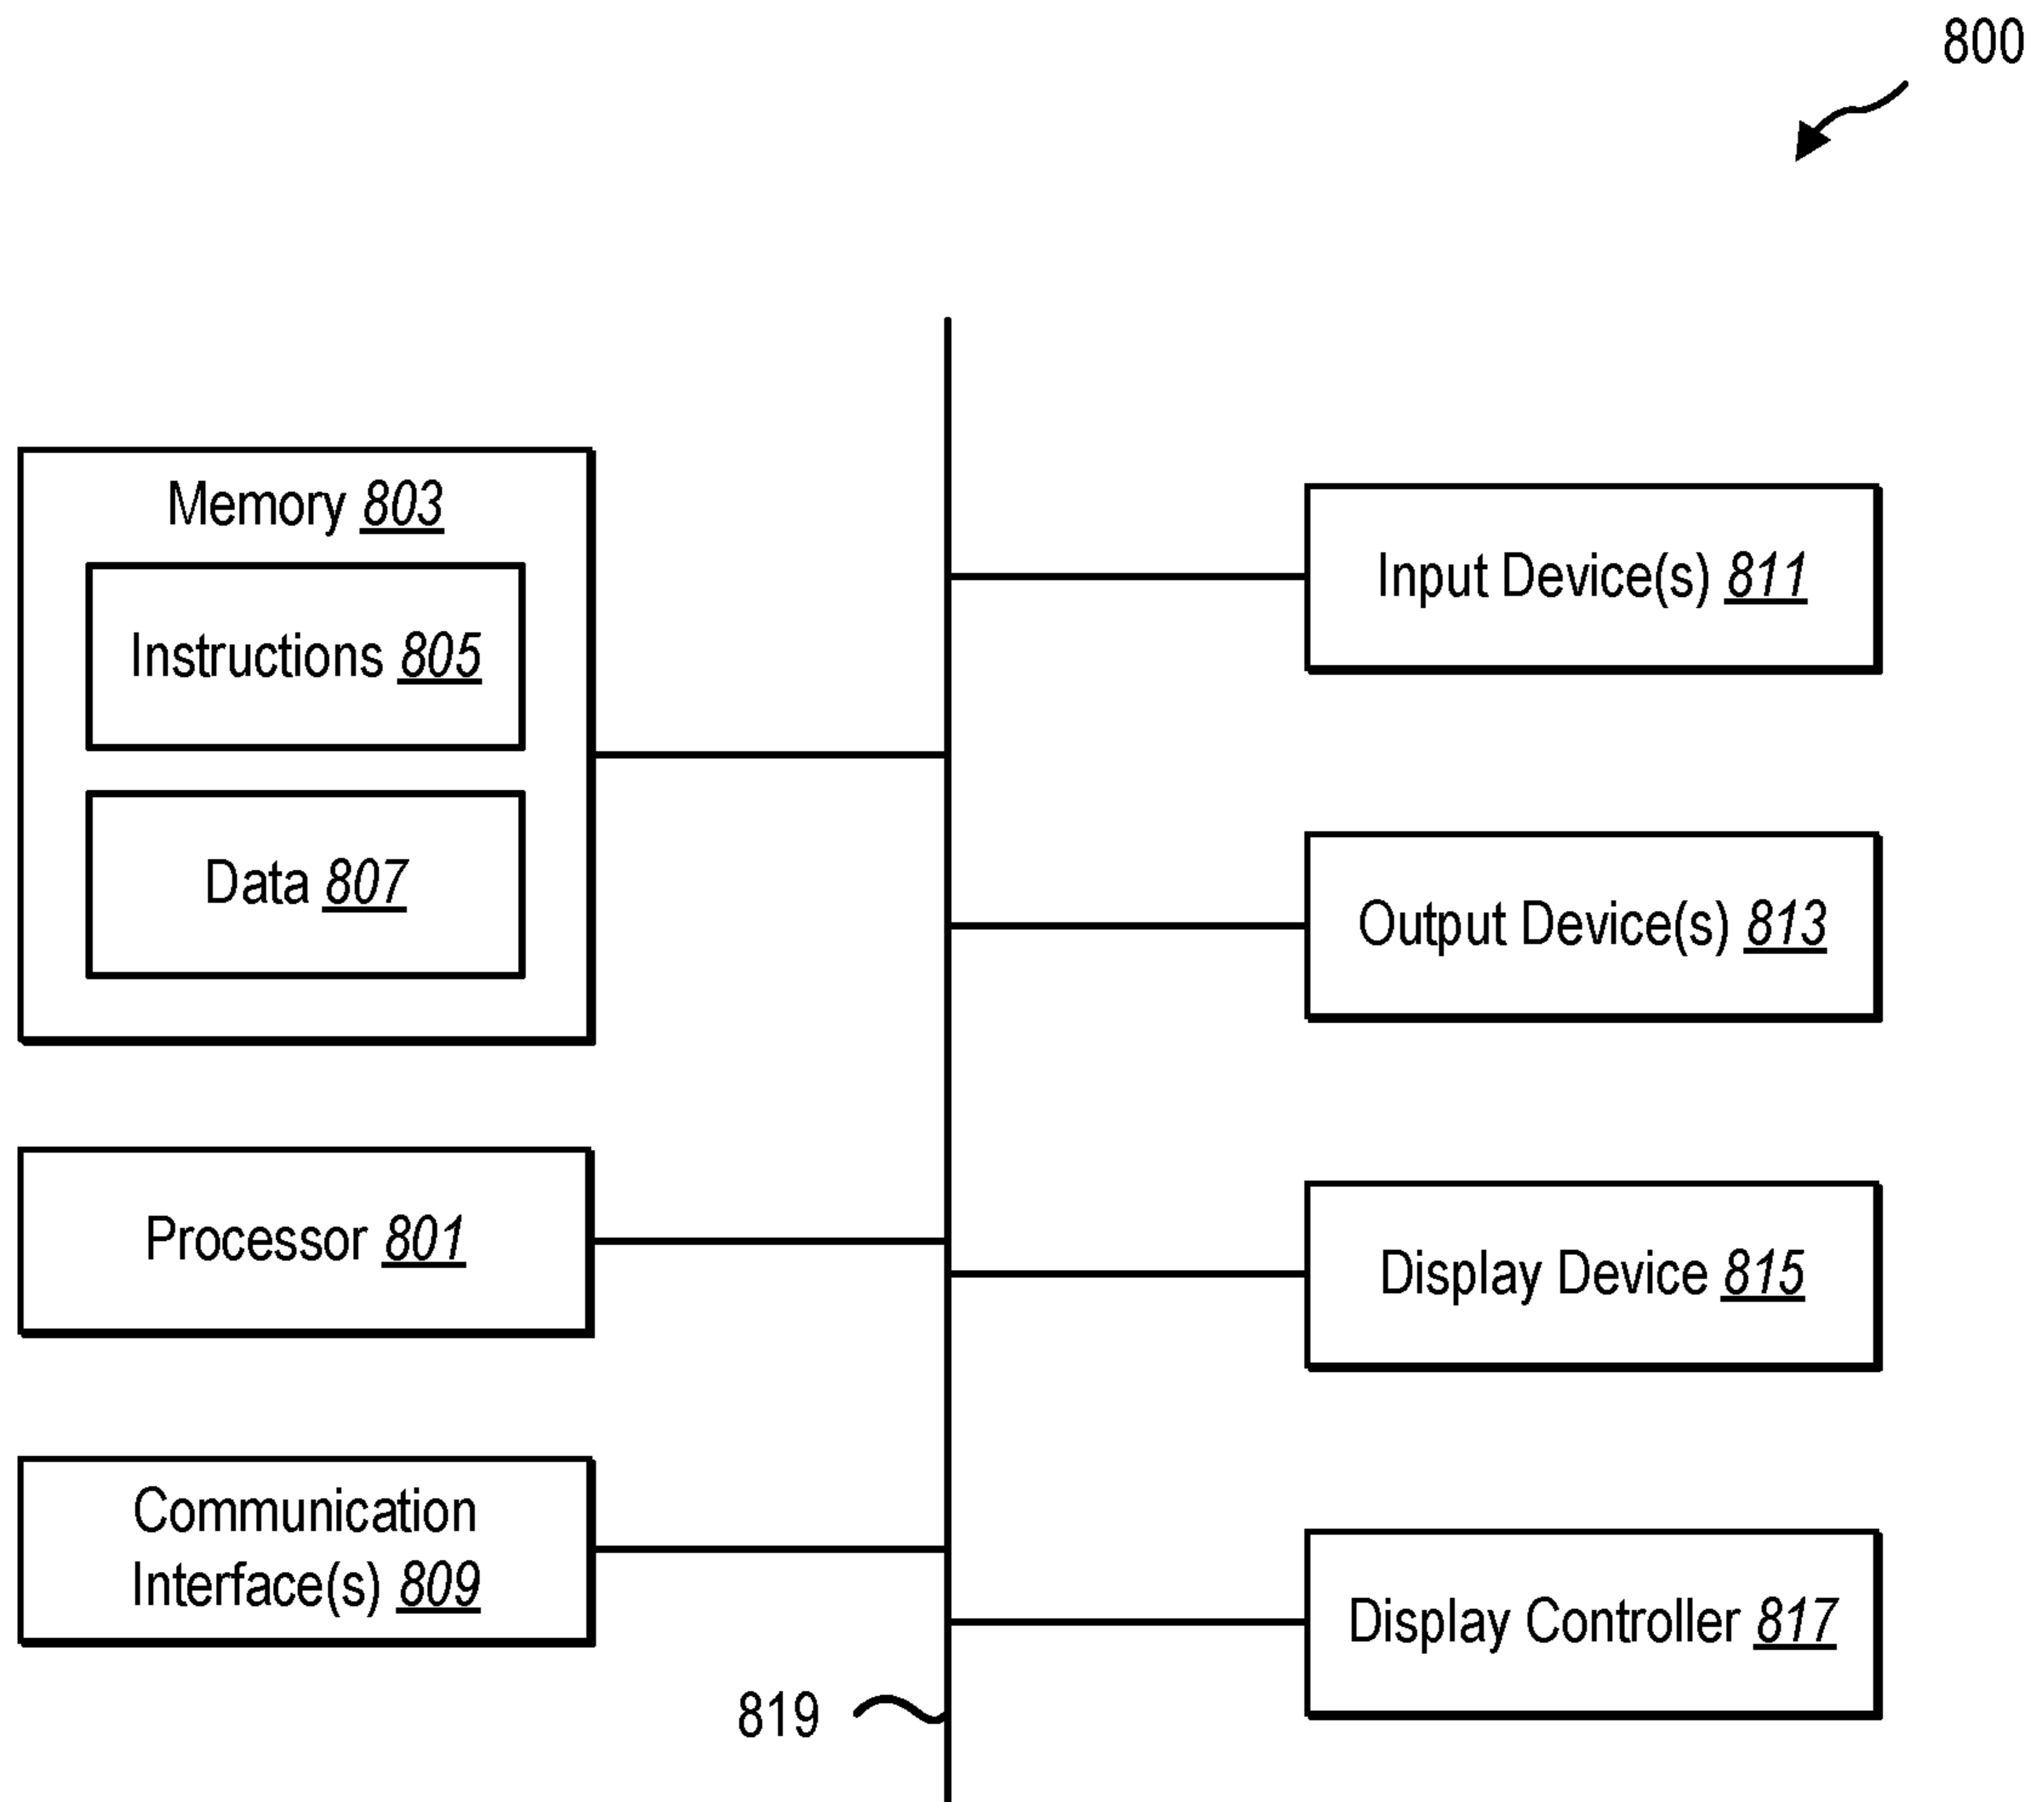 800
Memory 803
Instructions 805
Data 807
Processor 801
Communication
Interface(s) 809
Input Device(s) 811
Output Device(s) 813
Display Device 815
Display Controller 817
819